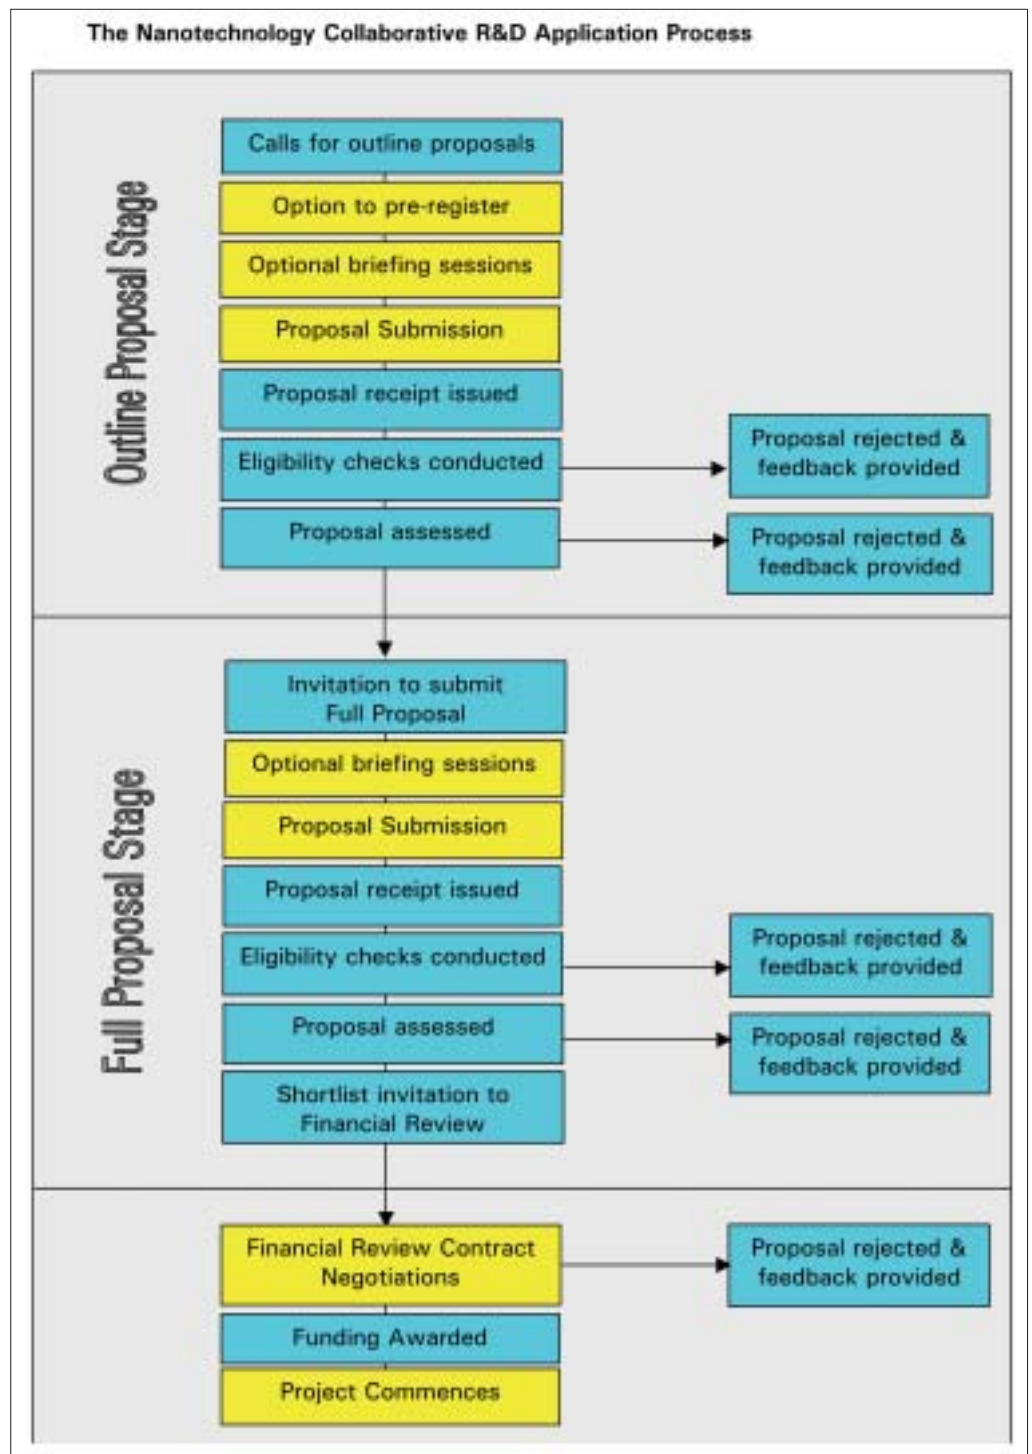 The Nanotechnology Collaborative R&D Application Process
Outline Proposal Stage
Calls for outline proposals
Option to pre-register
Optional briefing sessions
Proposal Submission
Proposal receipt issued
Eligibility checks conducted
Proposal rejected &
feedback provided
Proposal assessed
Proposal rejected &
feedback provided
Full Proposal Stage
Invitation to submit
Full Proposal
Optional briefing sessions
Proposal Submission
Proposal receipt issued
Eligibility checks conducted
Proposal rejected &
feedback provided
Proposal assessed
Proposal rejected &
feedback provided
Shortlist invitation to
Financial Review
Financial Review Contract
Negotiations
Proposal rejected &
feedback provided
Funding Awarded
Project Commences